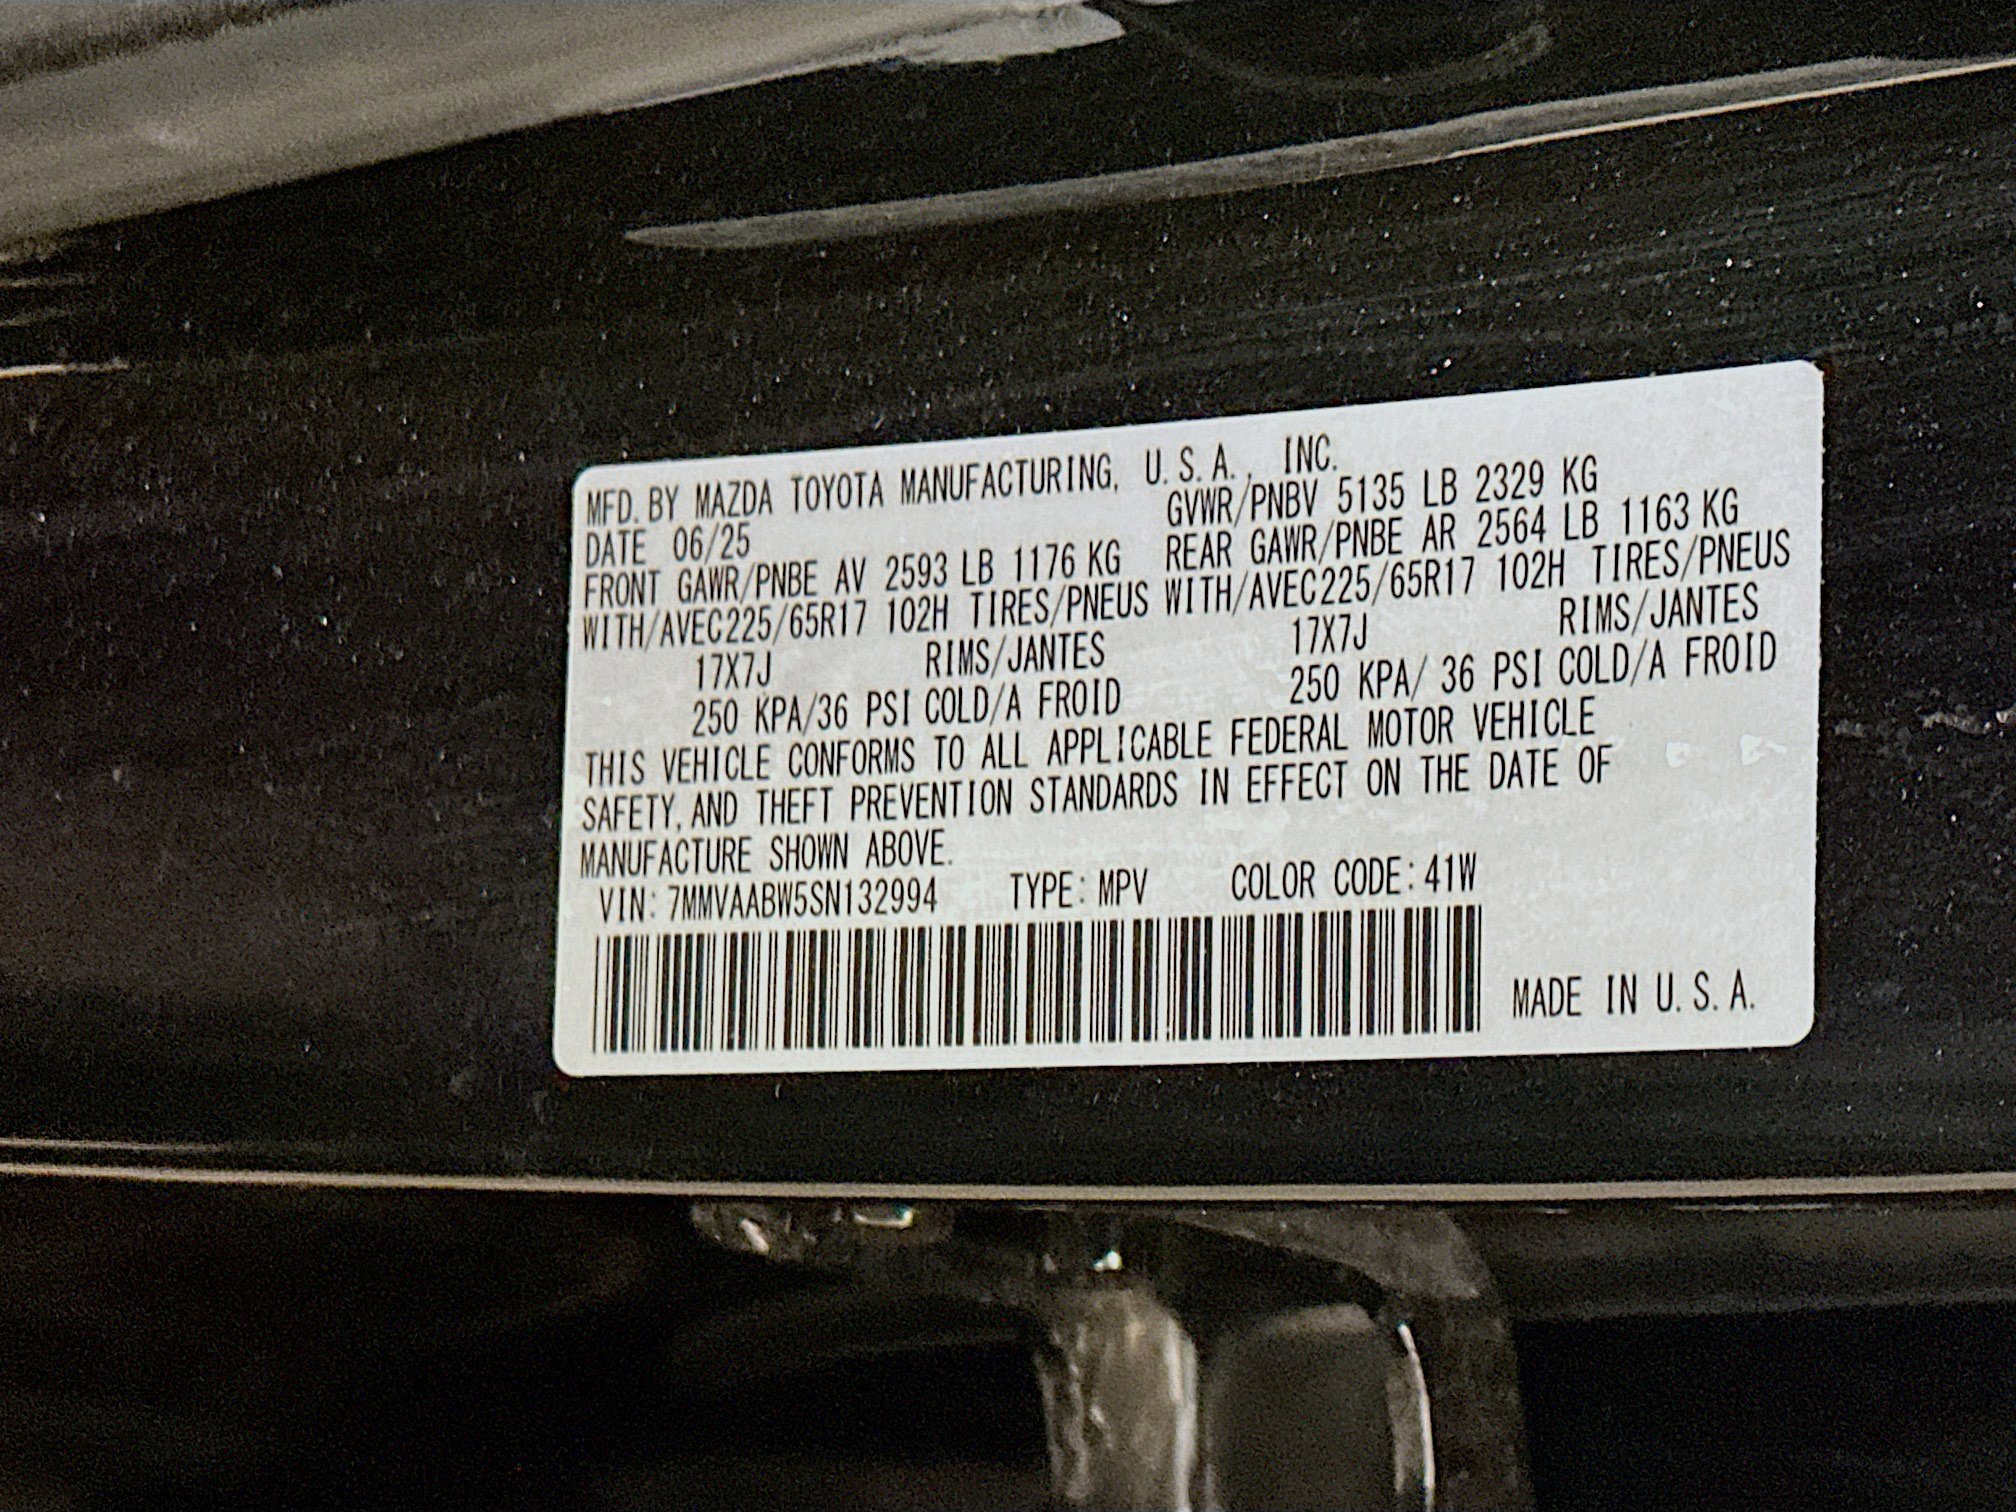 MFD. BY MAZDA TOYOTA MANUFACTURING, U.S.A., INC.
DATE 06/25 GVWR/PNBV 5135 LB 2329 KG
FRONT GAWR/PNBE AV 2593 LB 1176 KG REAR GAWR/PNBE AR 2564 LB 1163 KG
WITH/AVEC225/65R17 102H TIRES/PNEUS WITH/AVEC225/65R17 102H TIRES/PNEUS
17X7J RIMS/JANTES 17X7J RIMS/JANTES
250 KPA/36 PSI COLD/A FROID 250 KPA/ 36 PSI COLD/A FROID
THIS VEHICLE CONFORMS TO ALL APPLICABLE FEDERAL MOTOR VEHICLE
SAFETY, AND THEFT PREVENTION STANDARDS IN EFFECT ON THE DATE OF
MANUFACTURE SHOWN ABOVE.
VIN: 7MMVAABW5SN132994 TYPE: MPV COLOR CODE: 41W
MADE IN U.S.A.